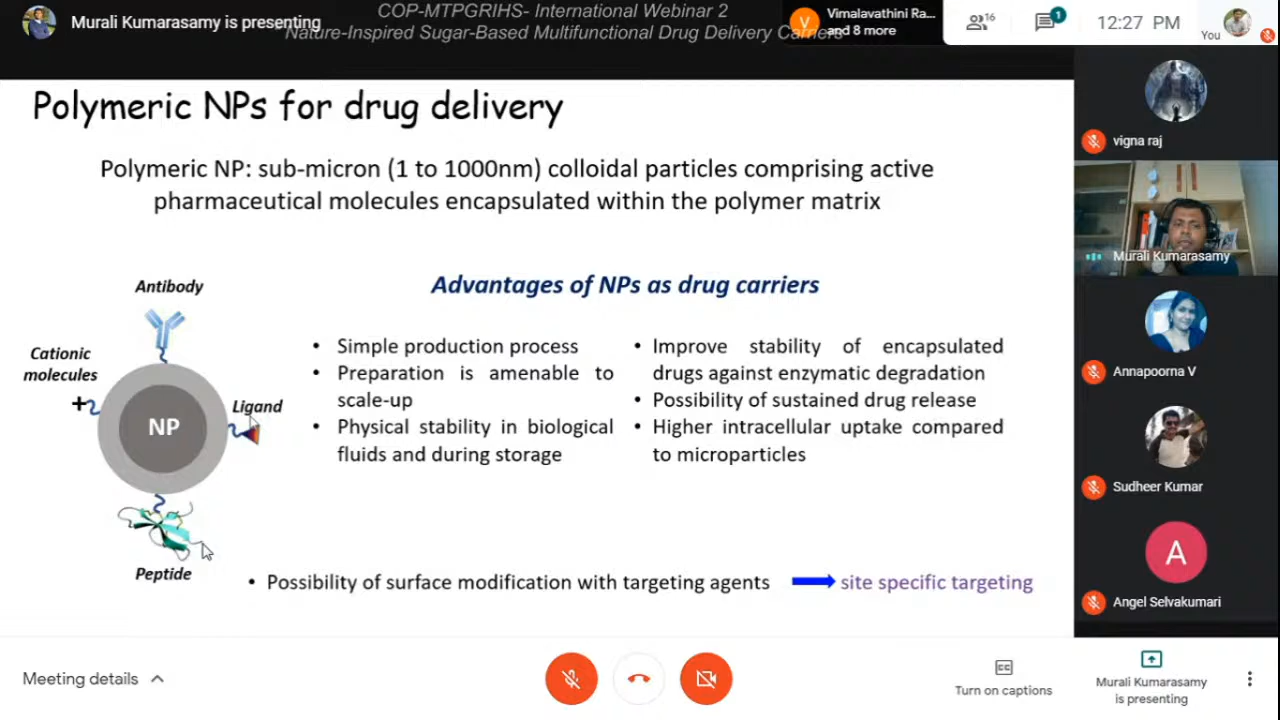 Murali Kumarasamy is presenting
COP-MTPGRIHS- International Webinar 2
"Nature-Inspired Sugar-Based Multifunctional Drug Delivery Carriers"
V
Vimalavathini Ra...
and 8 more
16
1
12:27 PM
You
Polymeric NPs for drug delivery
Polymeric NP: sub-micron (1 to 1000nm) colloidal particles comprising active
pharmaceutical molecules encapsulated within the polymer matrix
Antibody
Cationic
molecules
+
NP
Ligand
Peptide
Advantages of NPs as drug carriers
• Simple production process
• Preparation is amenable to
scale-up
• Physical stability in biological
fluids and during storage
• Improve stability of encapsulated
drugs against enzymatic degradation
• Possibility of sustained drug release
• Higher intracellular uptake compared
to microparticles
• Possibility of surface modification with targeting agents
site specific targeting
vigna raj
Murali Kumarasamy
Annapoorna V
Sudheer Kumar
A
Angel Selvakumari
Meeting details
CC
Turn on captions
Murali Kumarasamy
is presenting